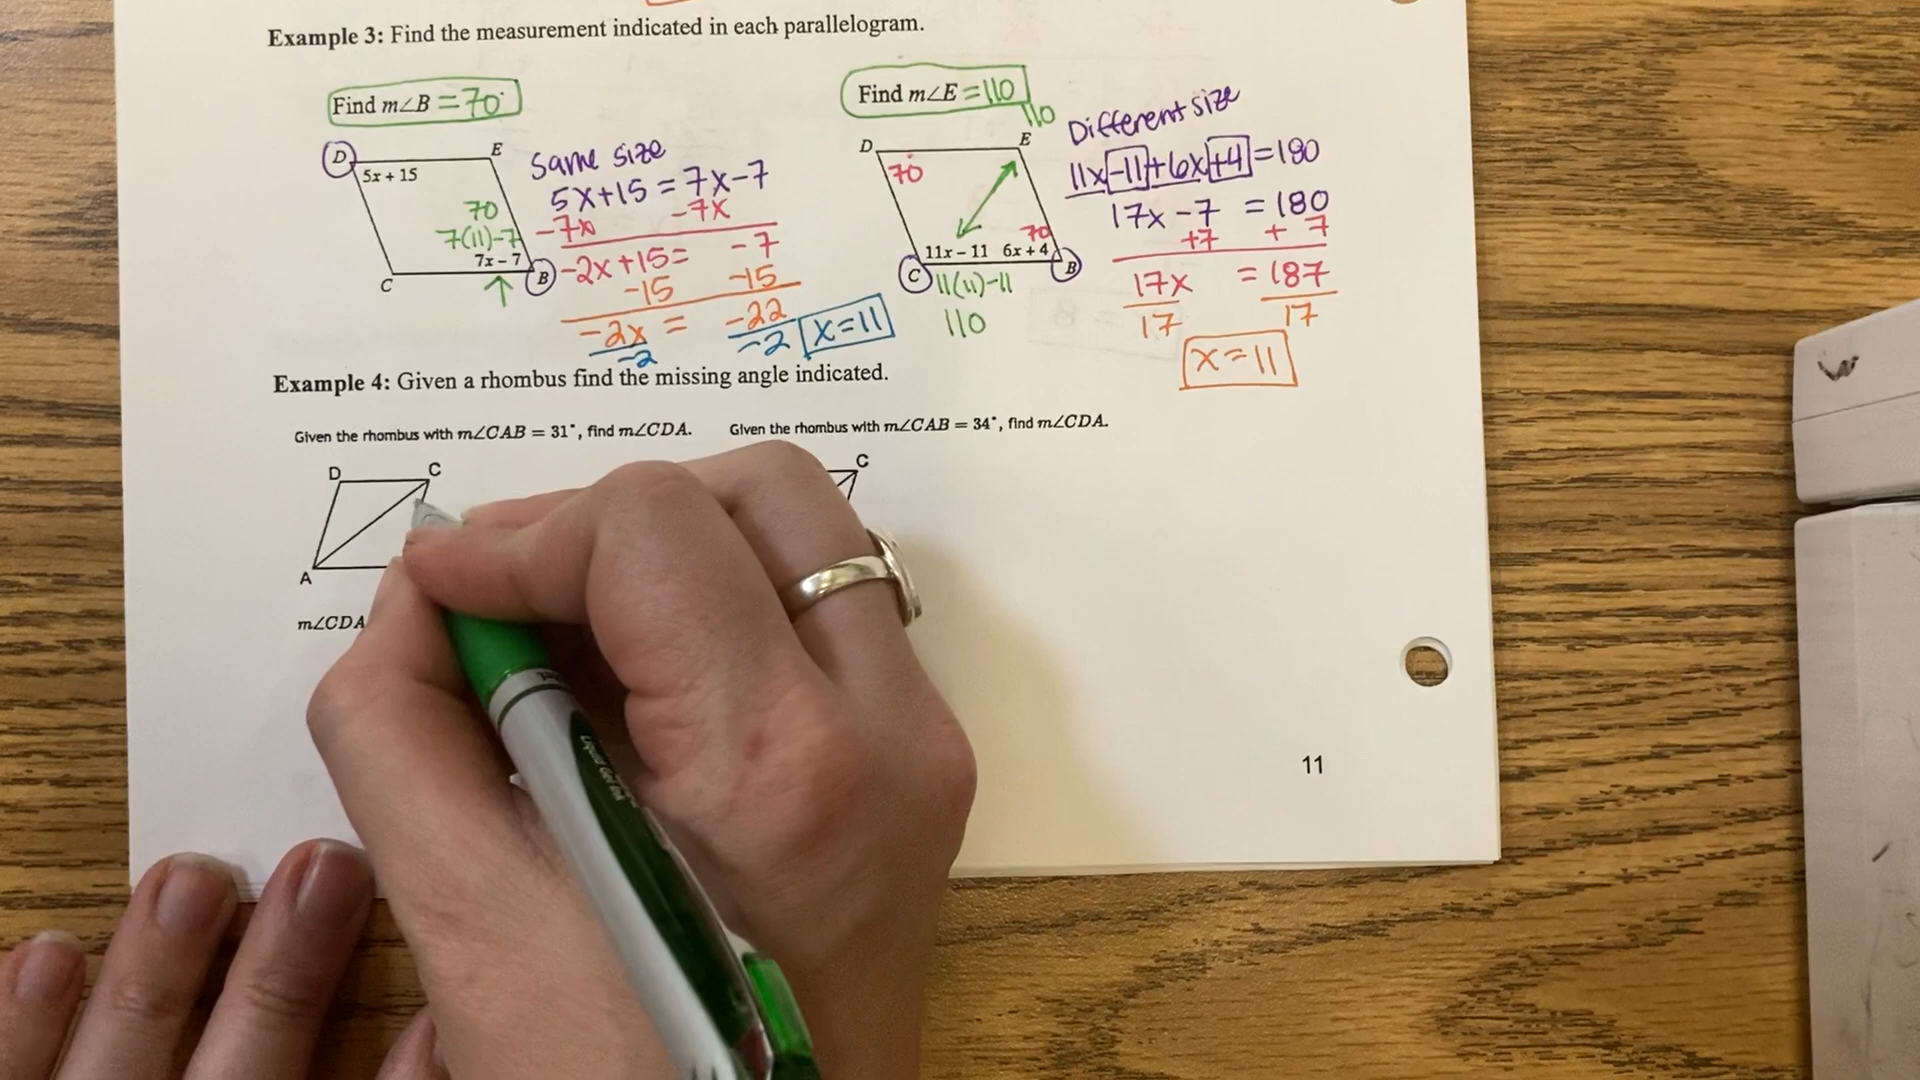 Example 3: Find the measurement indicated in each parallelogram.
Find m∠B = 70°
D
E
5x + 15
70
7(11)-7
7x - 7
C
B
Same size
5x+15 = 7x-7
-7x -7x
-2x+15= -7
-15 -15
-2x = -22
-2 -2
x=11
Find m∠E = 110
110
D
E
70
70
11x - 11 6x + 4
C
B
11(11)-11
110
Different size
11x-11+6x+4=180
17x-7 = 180
+7 + 7
17x = 187
17 17
x=11
Example 4: Given a rhombus find the missing angle indicated.
Given the rhombus with m∠CAB = 31°, find m∠CDA.
D
C
A
m∠CDA
Given the rhombus with m∠CAB = 34°, find m∠CDA.
C
11